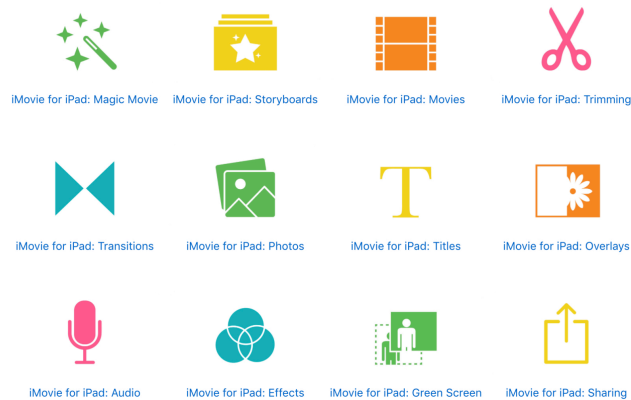 iMovie for iPad: Magic Movie
iMovie for iPad: Storyboards
iMovie for iPad: Movies
iMovie for iPad: Trimming
iMovie for iPad: Transitions
iMovie for iPad: Photos
T
iMovie for iPad: Titles
iMovie for iPad: Overlays
iMovie for iPad: Audio
iMovie for iPad: Effects
iMovie for iPad: Green Screen
iMovie for iPad: Sharing